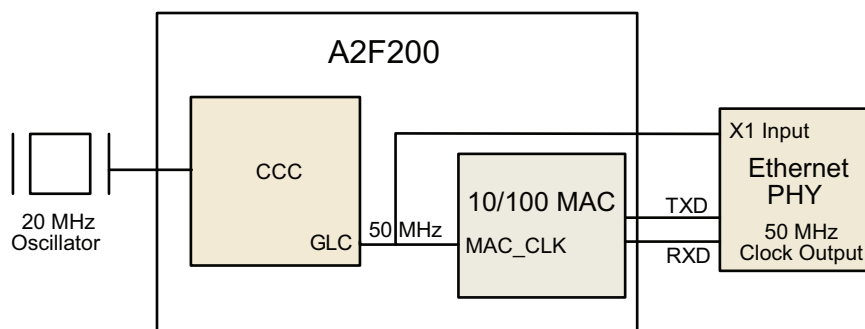 A2F200
20 MHz
Oscillator
CCC
GLC
50 MHz
10/100 MAC
MAC_CLK
TXD
RXD
X1 Input
Ethernet
PHY
50 MHz
Clock Output